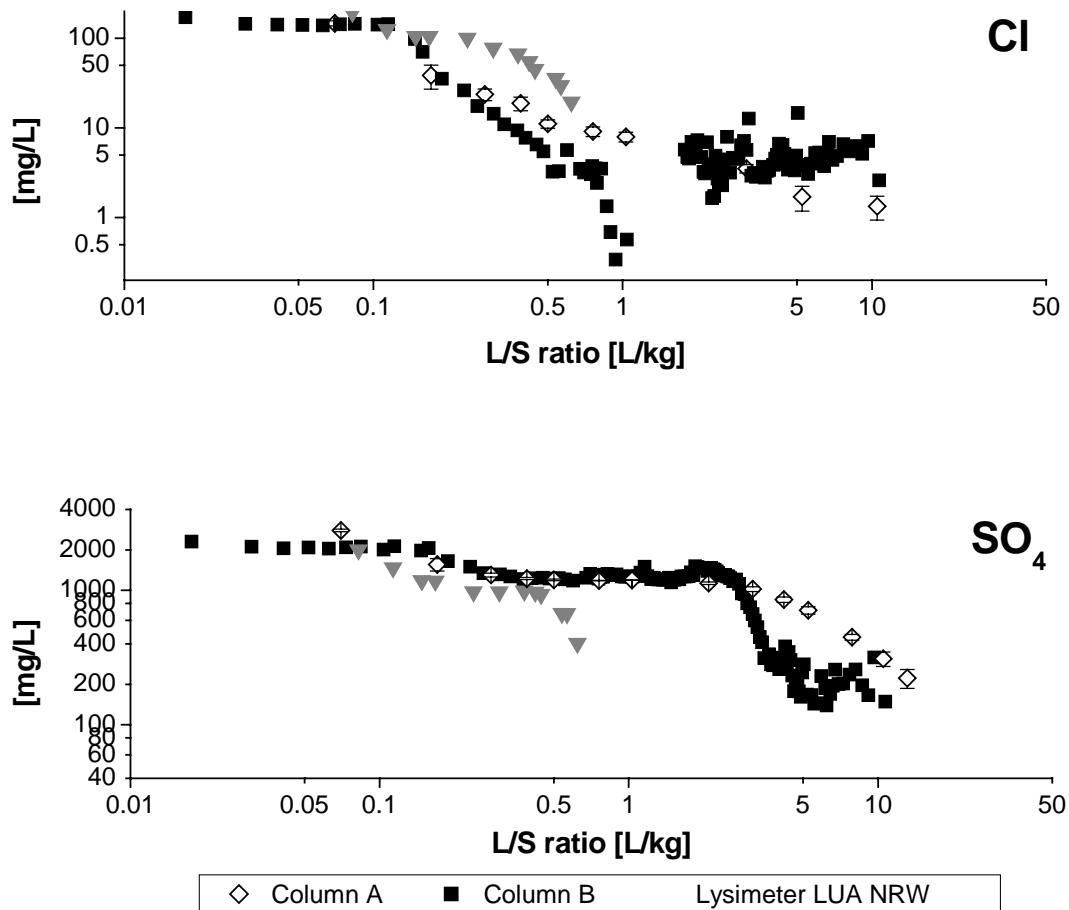 Cl
100
50
10
5
1
0.5
[mg/L]
0.01 0.05 0.1 0.5 1 5 10 50
L/S ratio [L/kg]
SO4
4000
2000
1000
800
600
400
200
100
80
60
40
[mg/L]
0.01 0.05 0.1 0.5 1 5 10 50
L/S ratio [L/kg]
Column A Column B Lysimeter LUA NRW